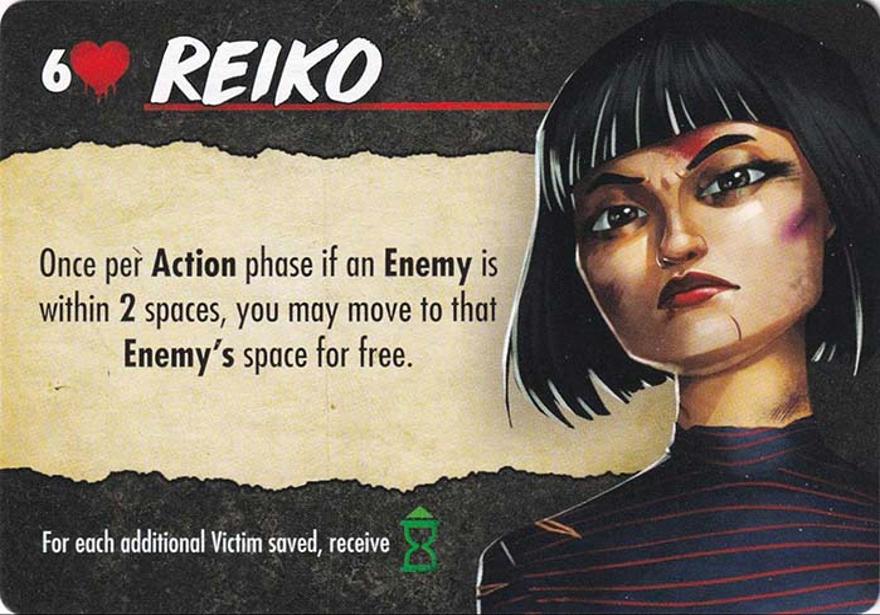 6 REIKO
Once per Action phase if an Enemy is
within 2 spaces, you may move to that
Enemy's space for free.
For each additional Victim saved, receive